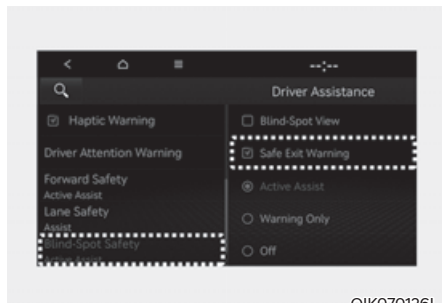 --:--
Driver Assistance
Haptic Warning
Driver Attention Warning
Forward Safety
Active Assist
Lane Safety
Assist
Blind-Spot Safety
Active Assist
Blind-Spot View
Safe Exit Warning
Active Assist
Warning Only
Off